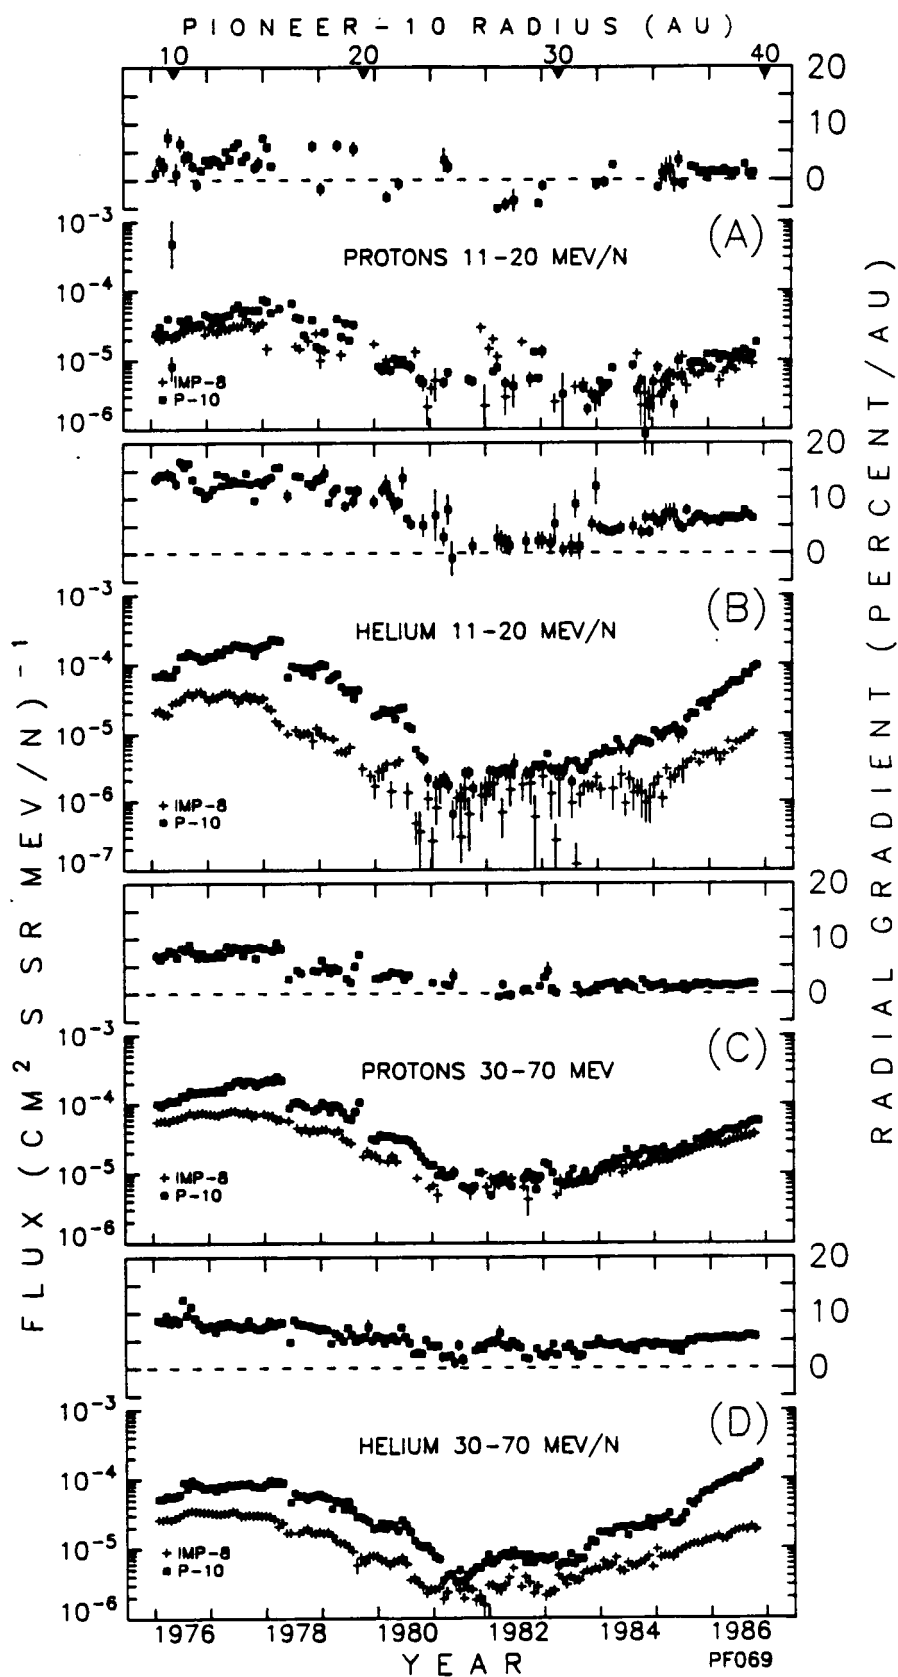 PIONEER-10 RADIUS (AU)
10 20 30 40
20
10
0
10⁻³
(A)
PROTONS 11-20 MEV/N
10⁻⁴
10⁻⁵
+ IMP-8
■ P-10
10⁻⁶
20
10
0
10⁻³
(B)
HELIUM 11-20 MEV/N
10⁻⁴
10⁻⁵
10⁻⁶
+ IMP-8
■ P-10
10⁻⁷
20
10
0
10⁻³
(C)
PROTONS 30-70 MEV
10⁻⁴
10⁻⁵
+ IMP-8
■ P-10
10⁻⁶
20
10
0
10⁻³
(D)
HELIUM 30-70 MEV/N
10⁻⁴
10⁻⁵
+ IMP-8
■ P-10
10⁻⁶
1976 1978 1980 1982 1984 1986
YEAR
PF069
FLUX (CM² S SR MEV/N)⁻¹
RADIAL GRADIENT (PERCENT/AU)